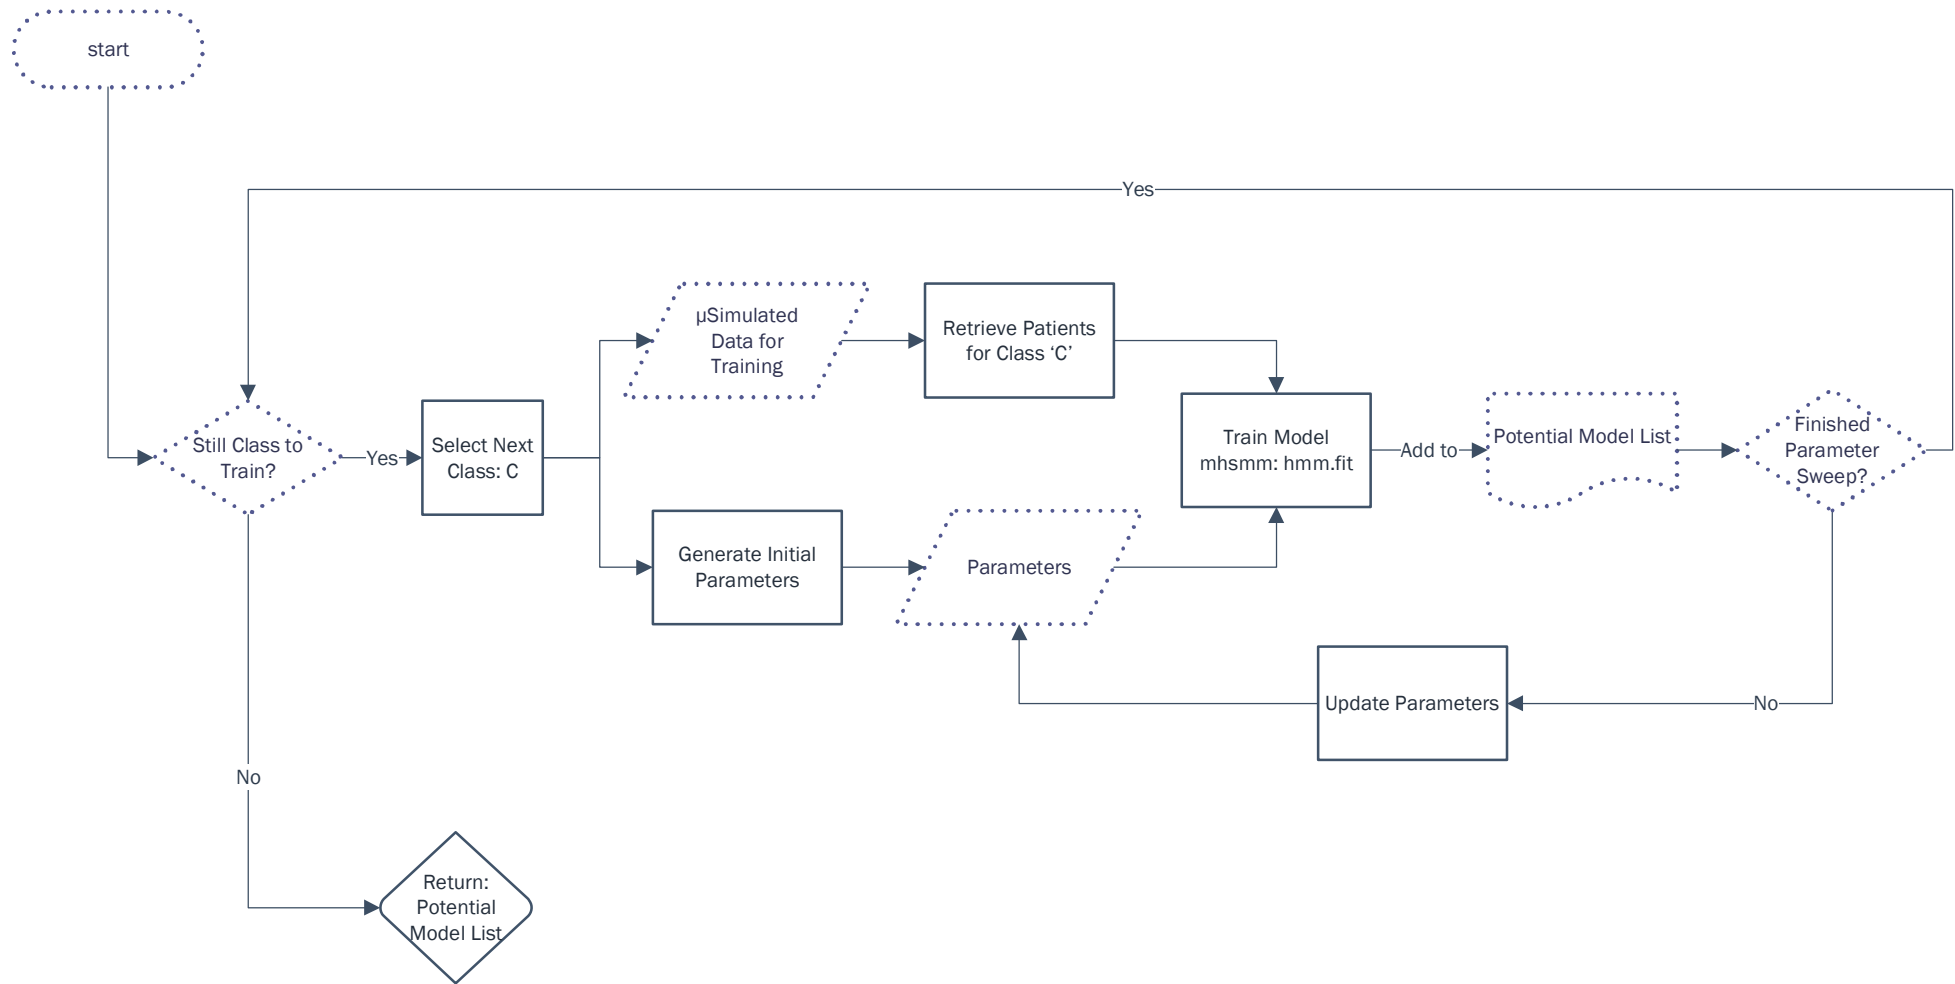 start
Yes
µSimulated
Data for
Training
Retrieve Patients
for Class ‘C’
Still Class to
Train?
Yes
Select Next
Class: C
Train Model
mhsmm: hmm.fit
Add to
Potential Model List
Finished
Parameter
Sweep?
Generate Initial
Parameters
Parameters
Update Parameters
No
No
Return:
Potential
Model List